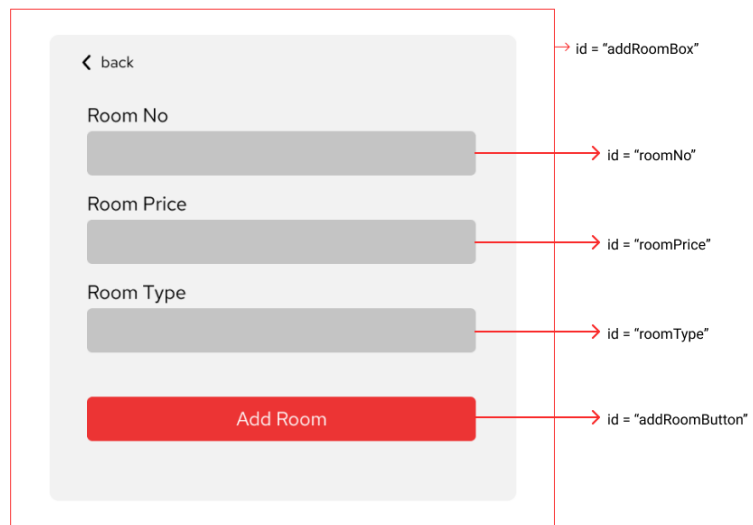 back
id = “addRoomBox”
Room No
id = “roomNo”
Room Price
id = “roomPrice”
Room Type
id = “roomType”
Add Room
id = “addRoomButton”